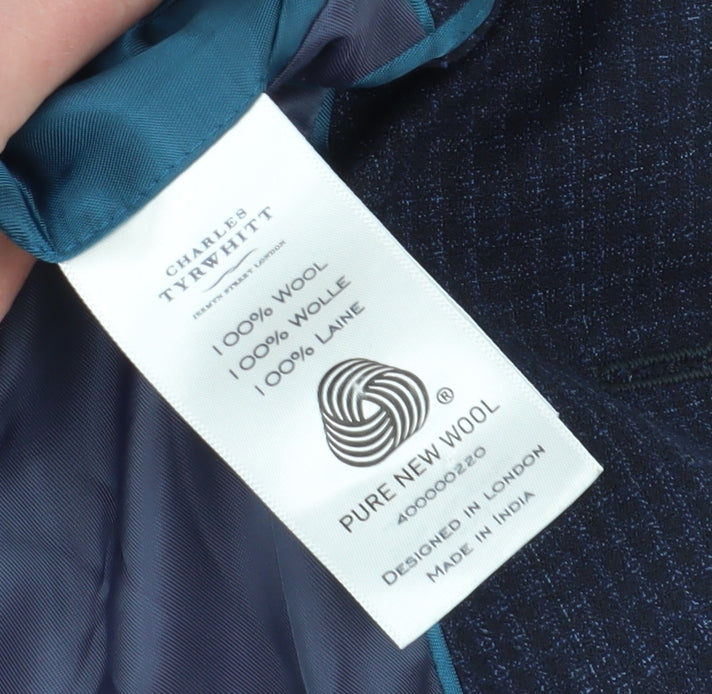 CHARLES
TYRWHITT
JERMYN STREET LONDON
100% WOOL
100% WOLLE
100% LAINE
®
PURE NEW WOOL
400000220
DESIGNED IN LONDON
MADE IN INDIA